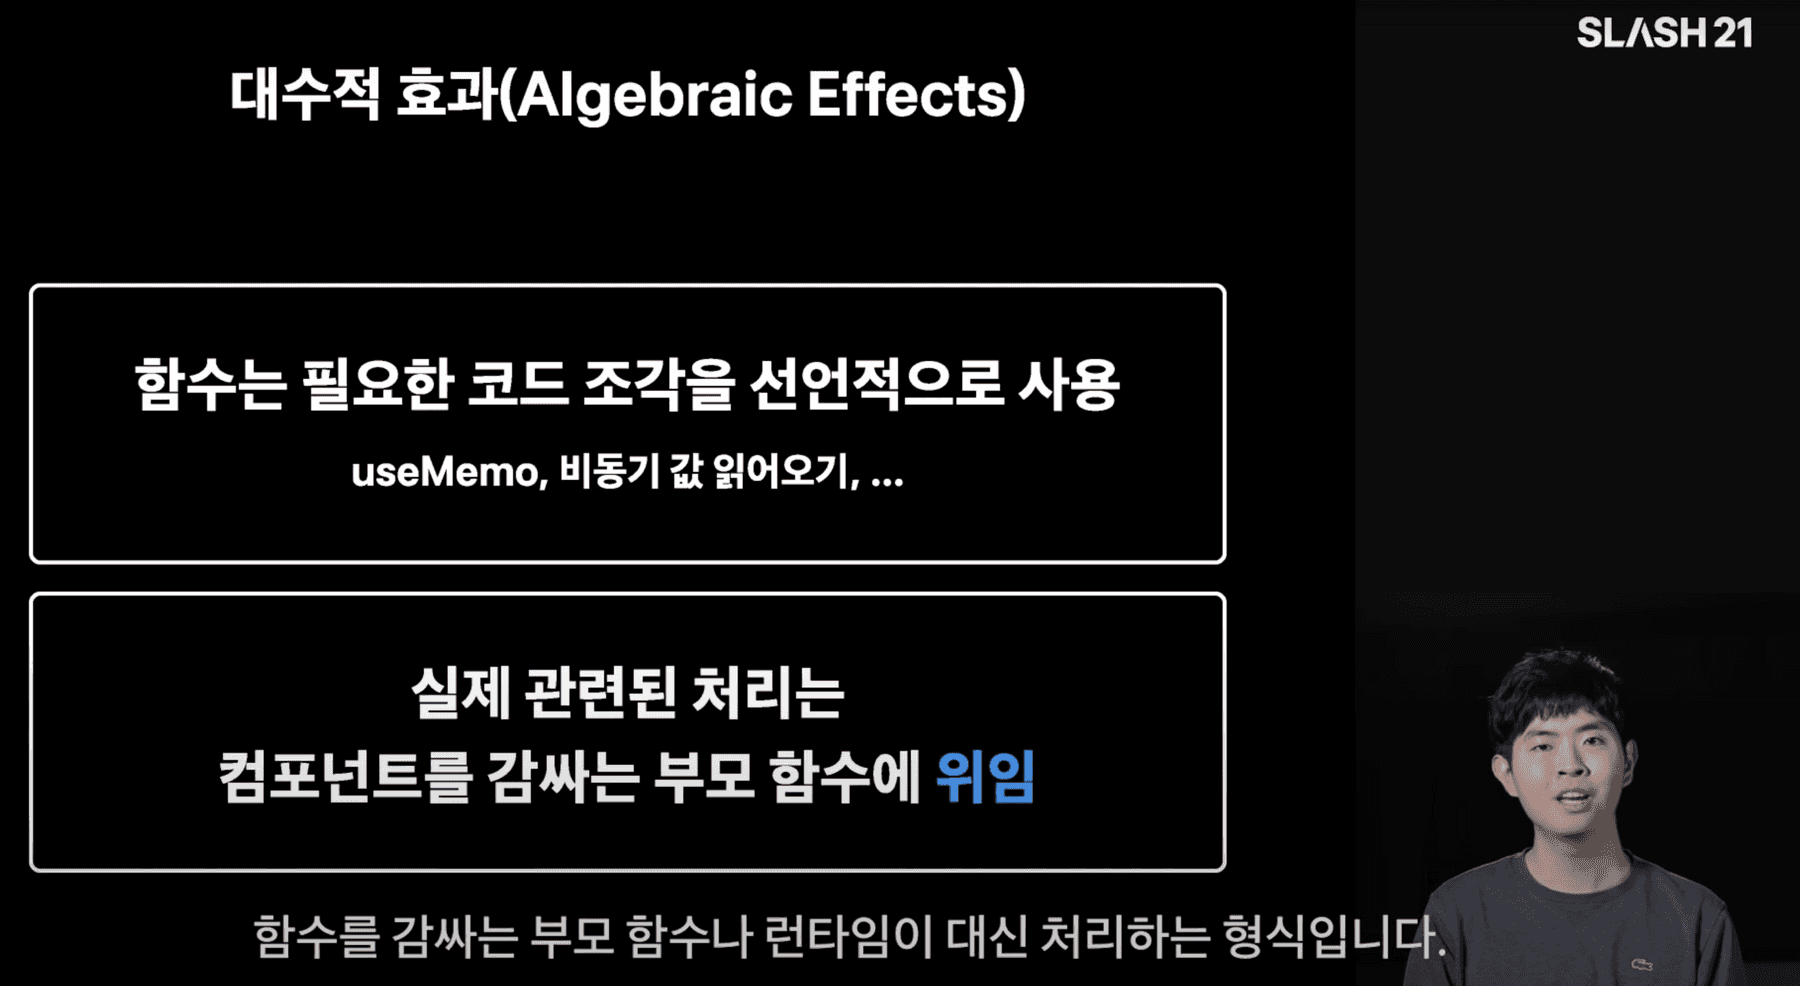 SLASH 21
대수적 효과(Algebraic Effects)
함수는 필요한 코드 조각을 선언적으로 사용
useMemo, 비동기 값 읽어오기, ...
실제 관련된 처리는
컴포넌트를 감싸는 부모 함수에 위임
함수를 감싸는 부모 함수나 런타임이 대신 처리하는 형식입니다.